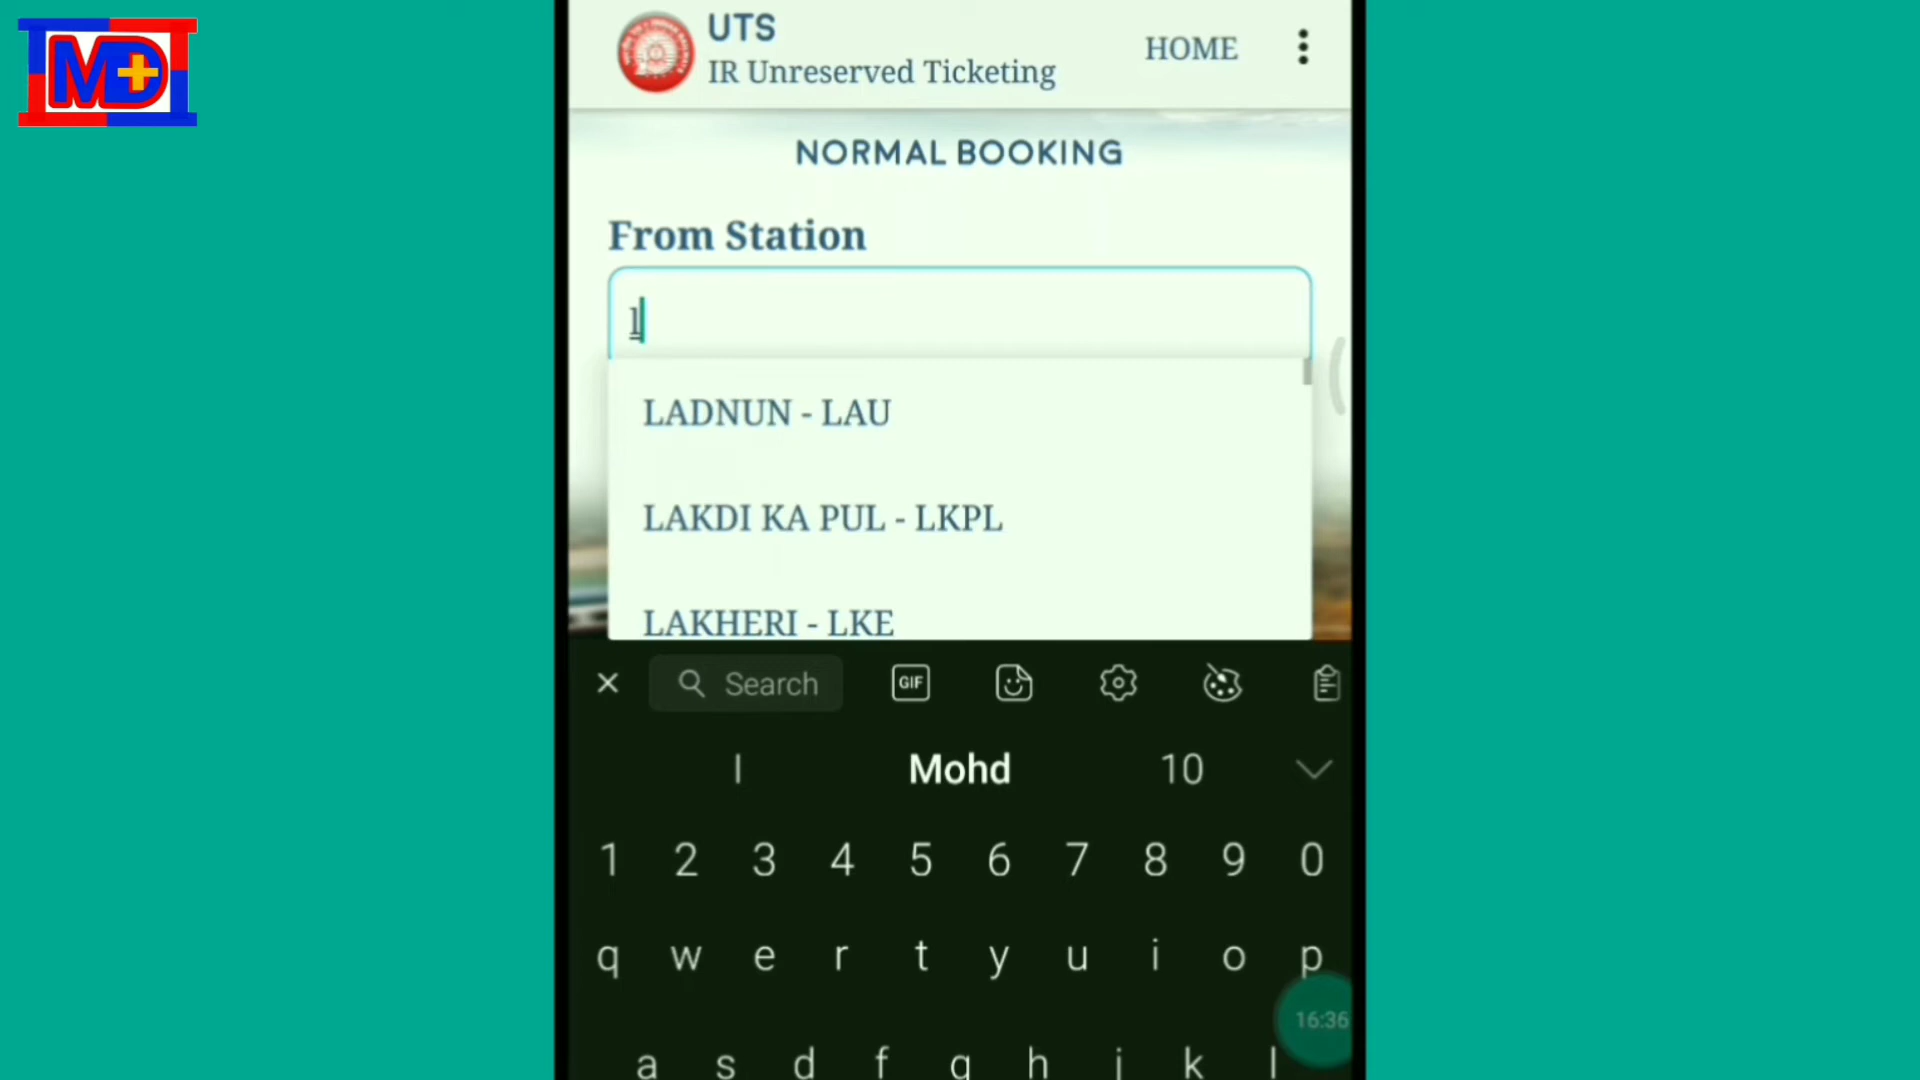 MD+
UTS
IR Unreserved Ticketing
HOME
NORMAL BOOKING
From Station
l
LADNUN - LAU
LAKDI KA PUL - LKPL
LAKHERI - LKE
Search
GIF
l Mohd 10
1 2 3 4 5 6 7 8 9 0
q w e r t y u i o p
16:36
a s d f g h j k l